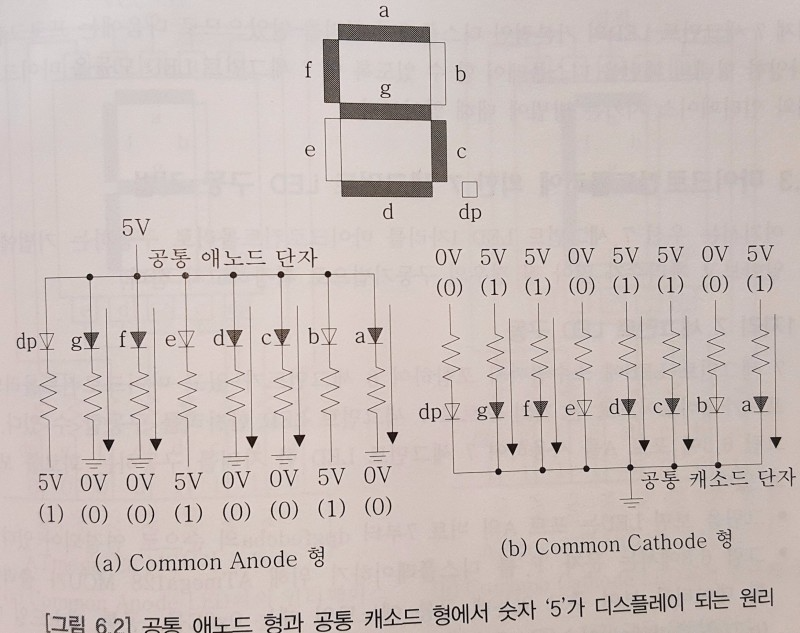 a
f
b
g
e
c
d
dp
5V
공통 애노드 단자
dp g f e d c b a
5V 0V 0V 5V 0V 0V 5V 0V
(1) (0) (0) (1) (0) (0) (1) (0)
(a) Common Anode 형
0V 5V 5V 0V 5V 5V 0V 5V
(0) (1) (1) (0) (1) (1) (0) (1)
dp g f e d c b a
공통 캐소드 단자
(b) Common Cathode 형
[그림 6.2] 공통 애노드 형과 공통 캐소드 형에서 숫자 '5'가 디스플레이 되는 원리